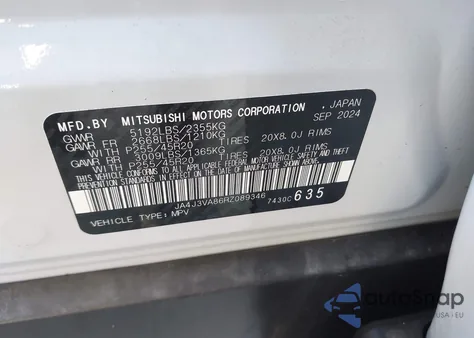 MFD.BY MITSUBISHI MOTORS CORPORATION, JAPAN
GVWR 5192LBS/2355KG SEP 2024
GAWR FR 2668LBS/1210KG
WITH P255/45R20 TIRES 20X8.0J RIMS
GAWR RR 3009LBS/1365KG
WITH P255/45R20 TIRES 20X8.0J RIMS
THIS VEHICLE CONFORMS TO ALL APPLICABLE FEDERAL
MOTOR VEHICLE SAFETY, BUMPER, AND THEFT PREVENTION
STANDARDS IN EFFECT ON THE DATE OF MANUFACTURE
SHOWN ABOVE.
JA4J3VA86RZ089346 7430C 635
VEHICLE TYPE: MPV
autoSnap
USA | EU